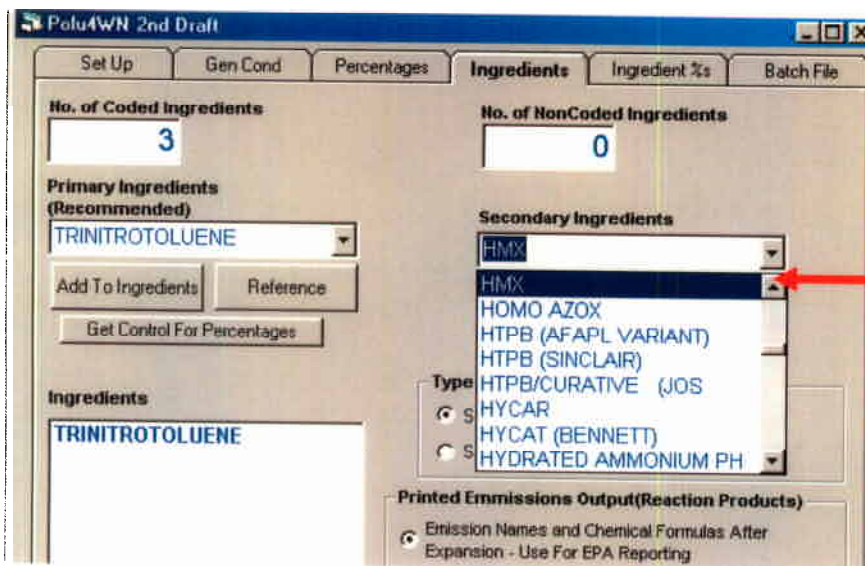 Polu4WN 2nd Draft
Set Up
Gen Cond
Percentages
Ingredients
Ingredient %s
Batch File
No. of Coded Ingredients
3
No. of NonCoded Ingredients
0
Primary Ingredients
(Recommended)
TRINITROTOLUENE
Add To Ingredients
Reference
Get Control For Percentages
Secondary Ingredients
HMX
HMX
HOMO AZOX
HTPB (AFAPL VARIANT)
HTPB (SINCLAIR)
HTPB/CURATIVE (JOS
HYCAR
HYCAT (BENNETT)
HYDRATED AMMONIUM PH
Type
S
S
Ingredients
TRINITROTOLUENE
Printed Emmissions Output(Reaction Products)
Emission Names and Chemical Formulas After
Expansion - Use For EPA Reporting